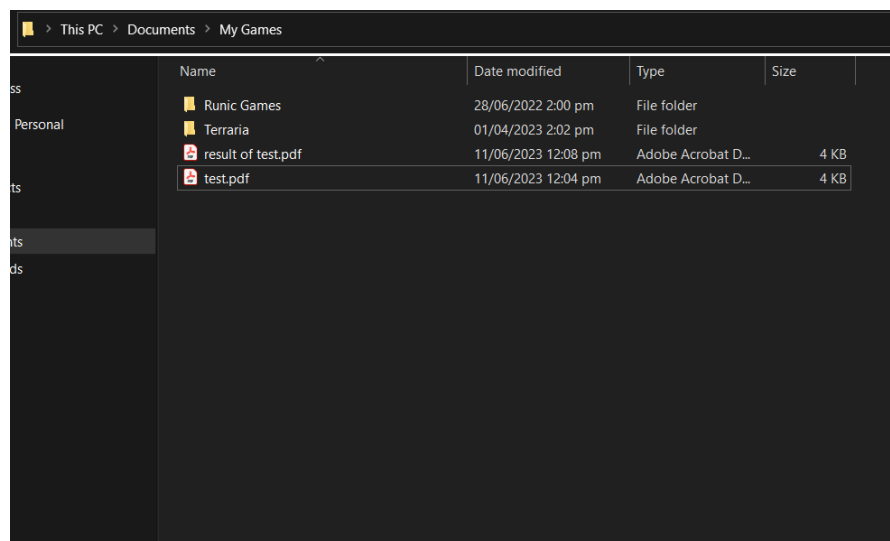 This PC > Documents > My Games
Name Date modified Type Size
ss
Runic Games 28/06/2022 2:00 pm File folder
Personal
Terraria 01/04/2023 2:02 pm File folder
result of test.pdf 11/06/2023 12:08 pm Adobe Acrobat D... 4 KB
test.pdf 11/06/2023 12:04 pm Adobe Acrobat D... 4 KB
ts
nts
ds